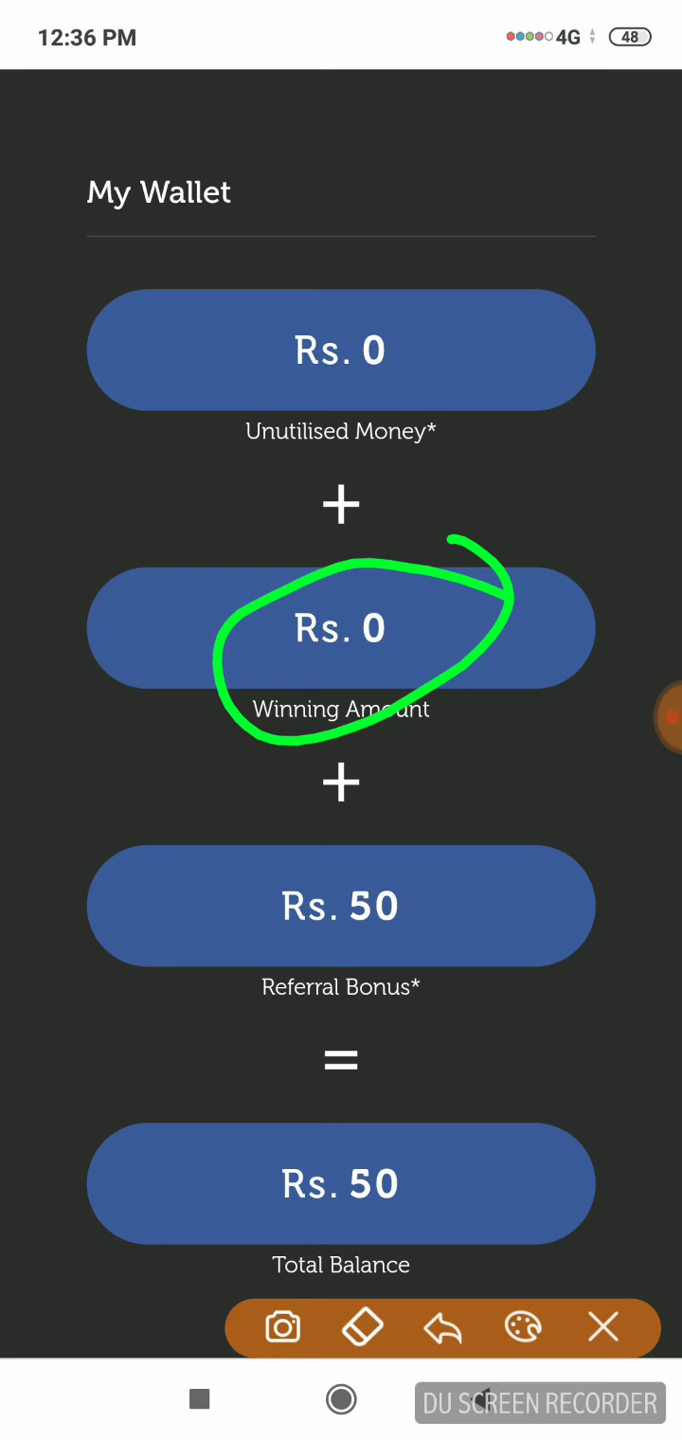 12:36 PM
4G
48
My Wallet
Rs. 0
Unutilised Money*
+
Rs. 0
Winning Amount
+
Rs. 50
Referral Bonus*
=
Rs. 50
Total Balance
DU SCREEN RECORDER